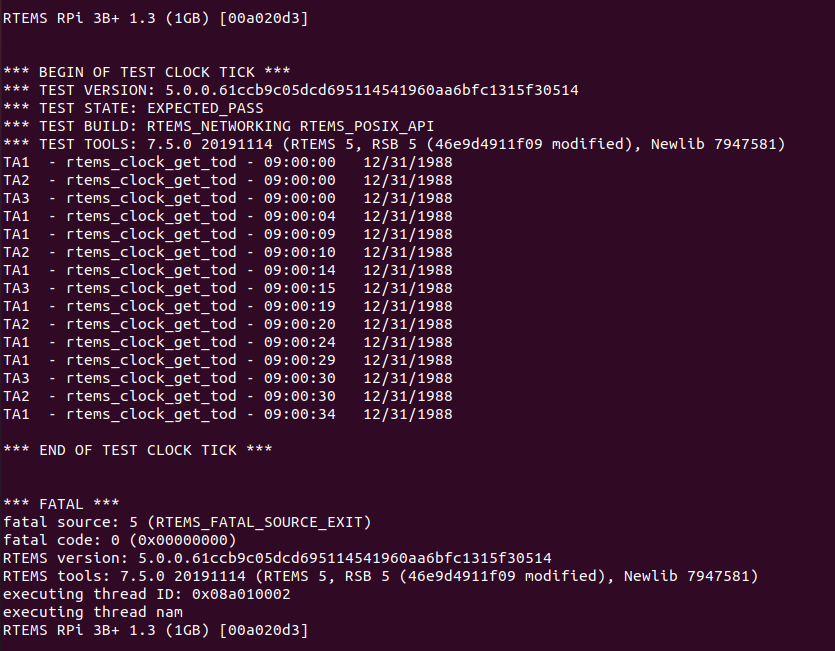 RTEMS RPi 3B+ 1.3 (1GB) [00a020d3]
*** BEGIN OF TEST CLOCK TICK ***
*** TEST VERSION: 5.0.0.61ccb9c05dcd695114541960aa6bfc1315f30514
*** TEST STATE: EXPECTED_PASS
*** TEST BUILD: RTEMS_NETWORKING RTEMS_POSIX_API
*** TEST TOOLS: 7.5.0 20191114 (RTEMS 5, RSB 5 (46e9d4911f09 modified), Newlib 7947581)
TA1  - rtems_clock_get_tod - 09:00:00   12/31/1988
TA2  - rtems_clock_get_tod - 09:00:00   12/31/1988
TA3  - rtems_clock_get_tod - 09:00:00   12/31/1988
TA1  - rtems_clock_get_tod - 09:00:04   12/31/1988
TA1  - rtems_clock_get_tod - 09:00:09   12/31/1988
TA2  - rtems_clock_get_tod - 09:00:10   12/31/1988
TA1  - rtems_clock_get_tod - 09:00:14   12/31/1988
TA3  - rtems_clock_get_tod - 09:00:15   12/31/1988
TA1  - rtems_clock_get_tod - 09:00:19   12/31/1988
TA2  - rtems_clock_get_tod - 09:00:20   12/31/1988
TA1  - rtems_clock_get_tod - 09:00:24   12/31/1988
TA1  - rtems_clock_get_tod - 09:00:29   12/31/1988
TA3  - rtems_clock_get_tod - 09:00:30   12/31/1988
TA2  - rtems_clock_get_tod - 09:00:30   12/31/1988
TA1  - rtems_clock_get_tod - 09:00:34   12/31/1988
*** END OF TEST CLOCK TICK ***
*** FATAL ***
fatal source: 5 (RTEMS_FATAL_SOURCE_EXIT)
fatal code: 0 (0x00000000)
RTEMS version: 5.0.0.61ccb9c05dcd695114541960aa6bfc1315f30514
RTEMS tools: 7.5.0 20191114 (RTEMS 5, RSB 5 (46e9d4911f09 modified), Newlib 7947581)
executing thread ID: 0x08a010002
executing thread nam
RTEMS RPi 3B+ 1.3 (1GB) [00a020d3]